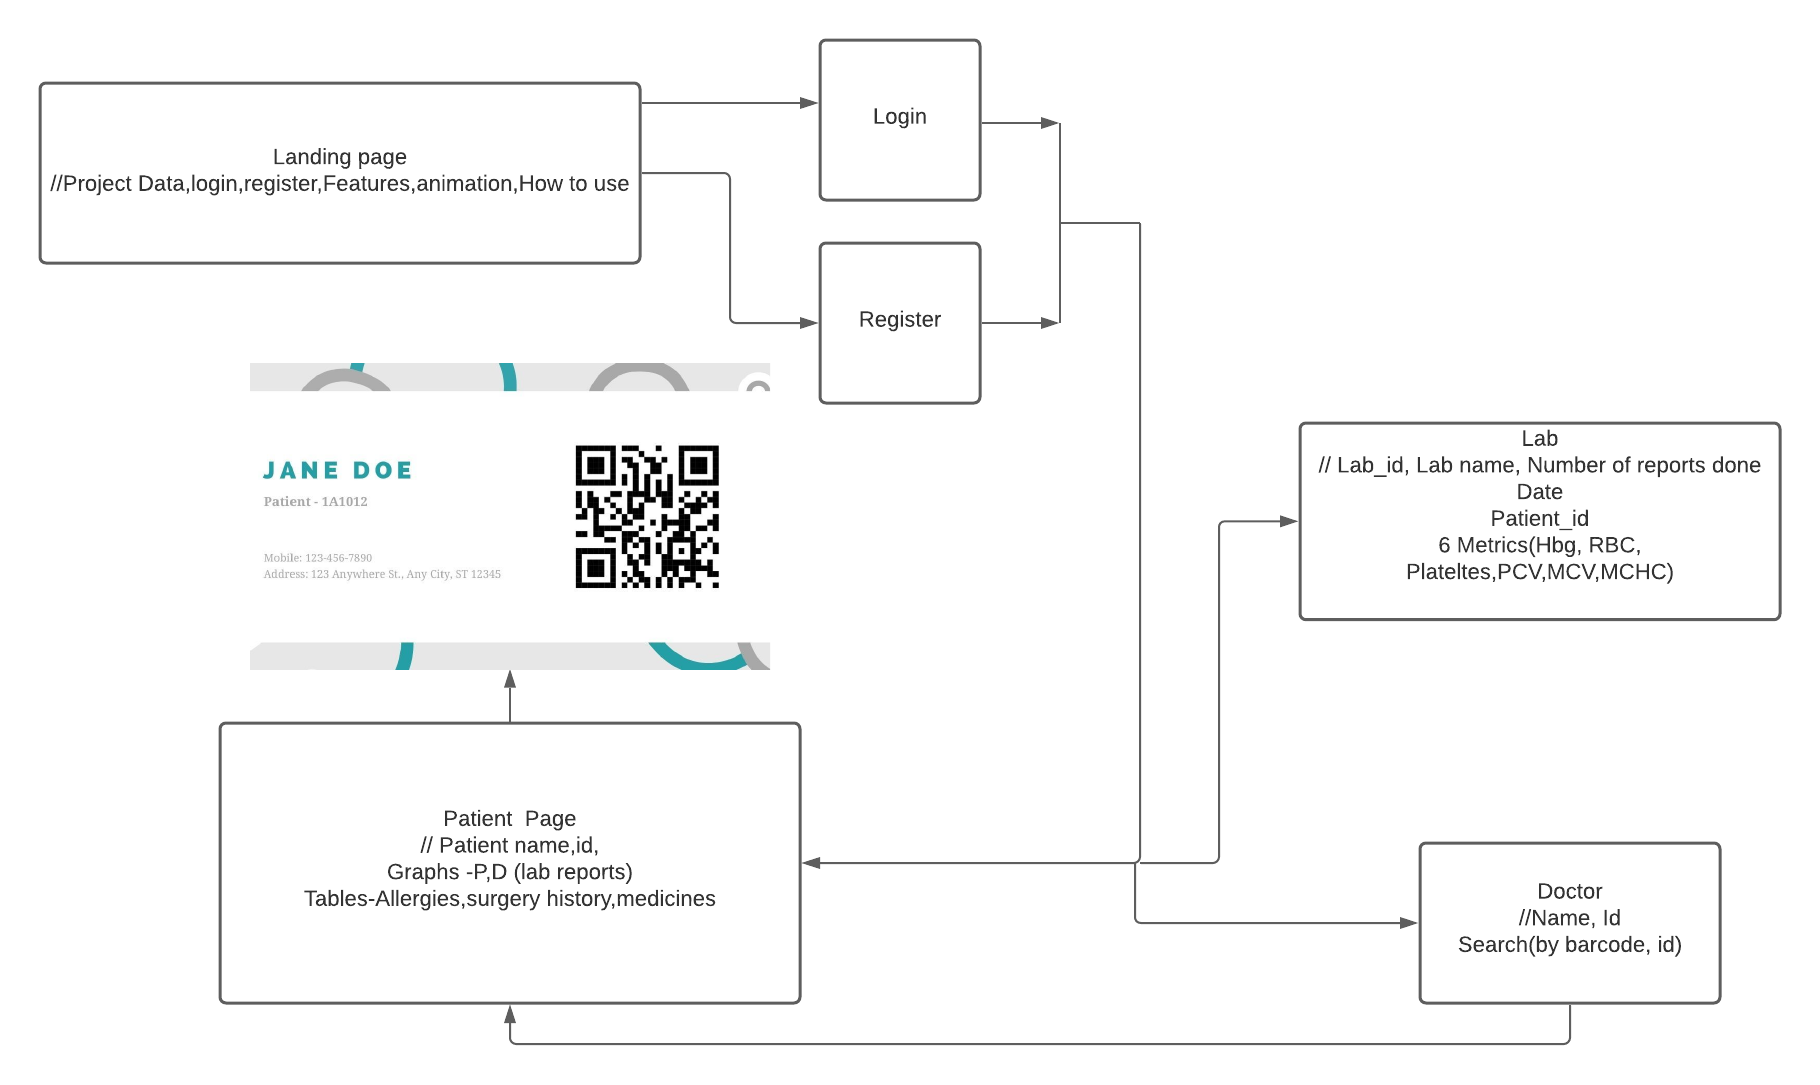 Landing page
//Project Data,login,register,Features,animation,How to use
Login
Register
JANE DOE
Patient - 1A1012
Mobile: 123-456-7890
Address: 123 Anywhere St., Any City, ST 12345
Lab
// Lab_id, Lab name, Number of reports done
Date
Patient_id
6 Metrics(Hbg, RBC,
Plateltes,PCV,MCV,MCHC)
Patient  Page
// Patient name,id,
Graphs -P,D (lab reports)
Tables-Allergies,surgery history,medicines
Doctor
//Name, Id
Search(by barcode, id)